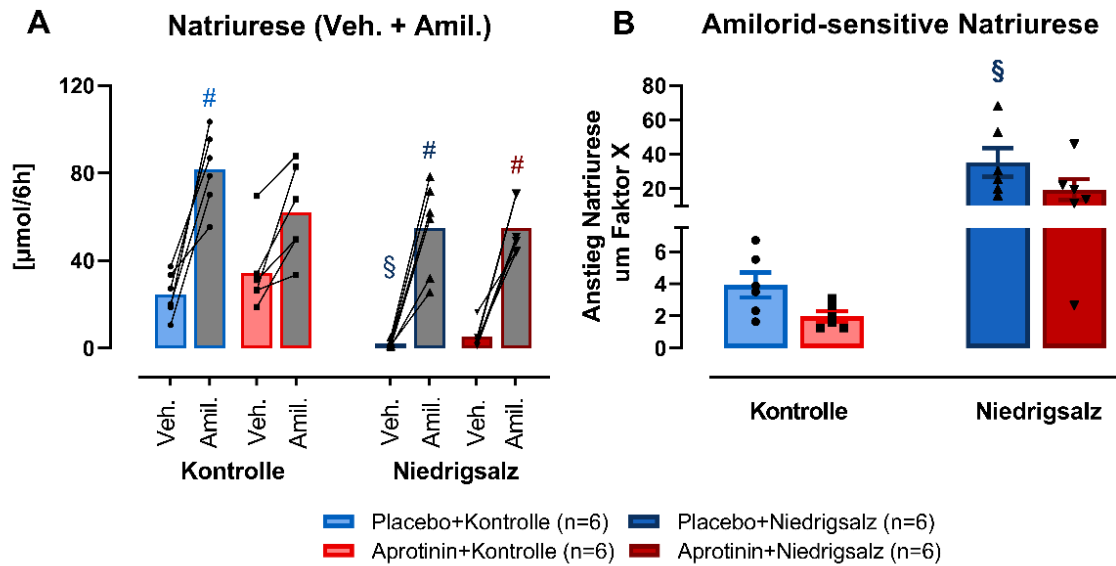 A
Natriurese (Veh. + Amil.)
[µmol/6h]
120
80
40
0
#
§
#
#
Veh.
Amil.
Veh.
Amil.
Veh.
Amil.
Veh.
Amil.
Kontrolle
Niedrigsalz
B
Amilorid-sensitive Natriurese
Anstieg Natriurese
um Faktor X
80
60
40
20
6
4
2
0
§
Kontrolle
Niedrigsalz
Placebo+Kontrolle (n=6)
Placebo+Niedrigsalz (n=6)
Aprotinin+Kontrolle (n=6)
Aprotinin+Niedrigsalz (n=6)